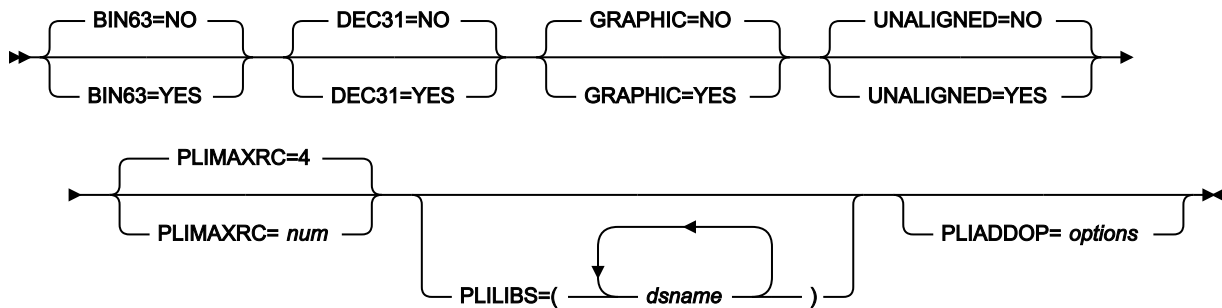 BIN63=NO DEC31=NO GRAPHIC=NO UNALIGNED=NO
BIN63=YES DEC31=YES GRAPHIC=YES UNALIGNED=YES
PLIMAXRC=4
PLIMAXRC= num PLIADDOP= options
PLILIBS=( dsname )